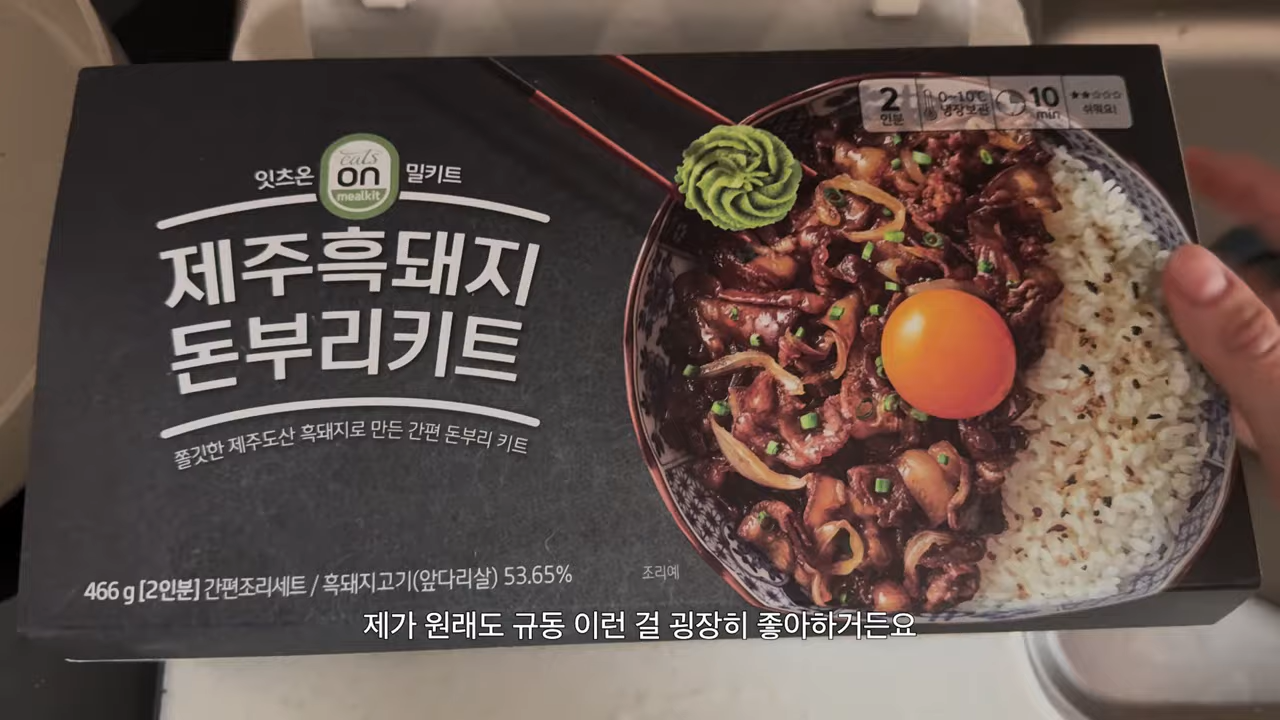 잇츠온 eats on mealkit 밀키트
제주흑돼지
돈부리키트
쫄깃한 제주도산 흑돼지로 만든 간편 돈부리 키트
2 인분
0~10℃ 냉장보관
10 min
★★☆☆☆ 쉬워요!
466 g [2인분] 간편조리세트 / 흑돼지고기(앞다리살) 53.65%
조리예
제가 원래도 규동 이런 걸 굉장히 좋아하거든요